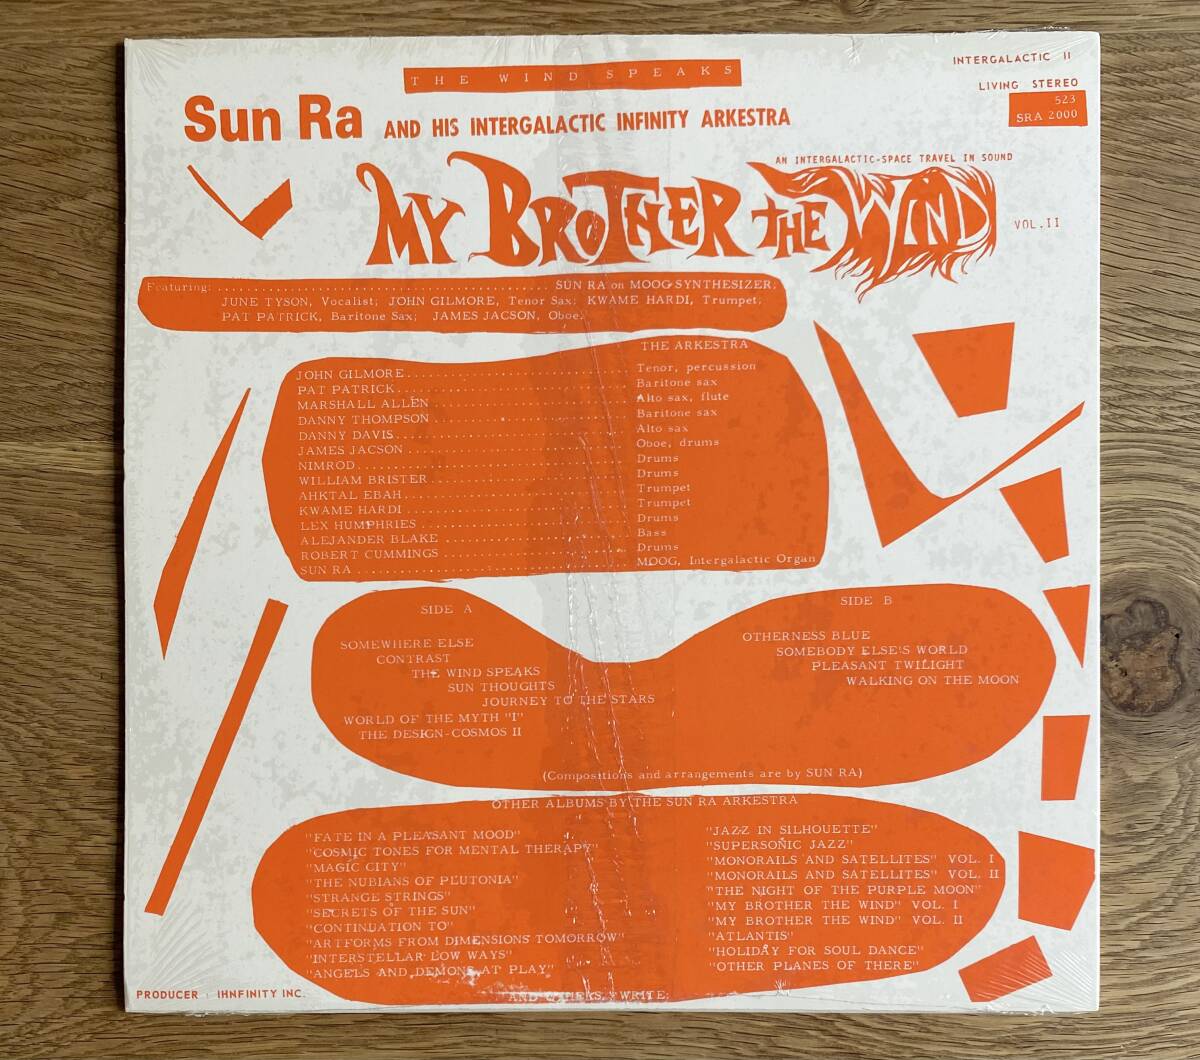 THE WIND SPEAKS
INTERGALACTIC II
LIVING STEREO
523
SRA 2000
Sun Ra AND HIS INTERGALACTIC INFINITY ARKESTRA
AN INTERGALACTIC-SPACE TRAVEL IN SOUND
MY BROTHER THE WIND VOL.II
Featuring: SUN RA on MOOG SYNTHESIZER;
JUNE TYSON, Vocalist; JOHN GILMORE, Tenor Sax; KWAME HARDI, Trumpet;
PAT PATRICK, Baritone Sax; JAMES JACSON, Oboe.
THE ARKESTRA
JOHN GILMORE Tenor, percussion
PAT PATRICK Baritone sax
MARSHALL ALLEN Alto sax, flute
DANNY THOMPSON Baritone sax
DANNY DAVIS Alto sax
JAMES JACSON Oboe, drums
NIMROD Drums
WILLIAM BRISTER Drums
AHKTAL EBAH Trumpet
KWAME HARDI Trumpet
LEX HUMPHRIES Drums
ALEJANDER BLAKE Bass
ROBERT CUMMINGS Drums
SUN RA MOOG, Intergalactic Organ
SIDE A
SOMEWHERE ELSE
CONTRAST
THE WIND SPEAKS
SUN THOUGHTS
JOURNEY TO THE STARS
WORLD OF THE MYTH "I"
THE DESIGN-COSMOS II
SIDE B
OTHERNESS BLUE
SOMEBODY ELSE'S WORLD
PLEASANT TWILIGHT
WALKING ON THE MOON
(Compositions and arrangements are by SUN RA)
OTHER ALBUMS BY THE SUN RA ARKESTRA
"FATE IN A PLEASANT MOOD"
"COSMIC TONES FOR MENTAL THERAPY"
"MAGIC CITY"
"THE NUBIANS OF PLUTONIA"
"STRANGE STRINGS"
"SECRETS OF THE SUN"
"CONTINUATION TO"
"ARTFORMS FROM DIMENSIONS TOMORROW"
"INTERSTELLAR LOW WAYS"
"ANGELS AND DEMONS AT PLAY"
"JAZZ IN SILHOUETTE"
"SUPERSONIC JAZZ"
"MONORAILS AND SATELLITES" VOL. I
"MONORAILS AND SATELLITES" VOL. II
"THE NIGHT OF THE PURPLE MOON"
"MY BROTHER THE WIND" VOL. I
"MY BROTHER THE WIND" VOL. II
"ATLANTIS"
"HOLIDAY FOR SOUL DANCE"
"OTHER PLANES OF THERE"
PRODUCER : IHNFINITY INC.
AND OTHERS, WRITE: